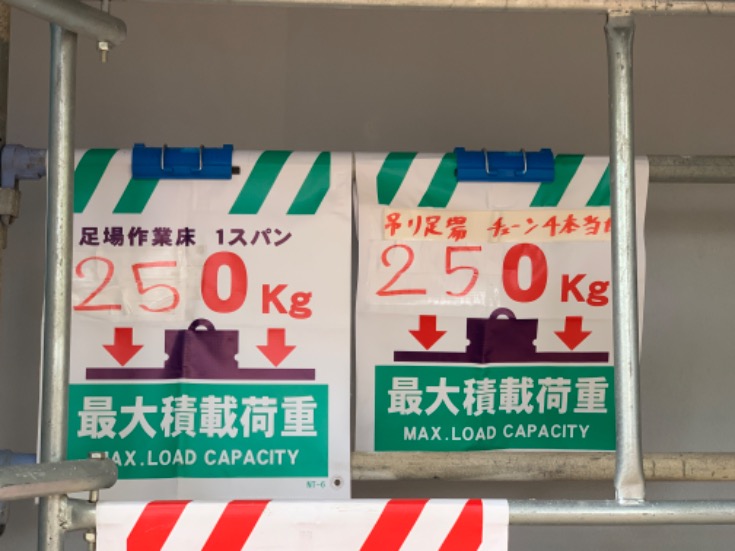 足場作業床 1スパン
250Kg
最大積載荷重
MAX.LOAD CAPACITY
NT-6
吊り足場 チェーン4本当
250Kg
最大積載荷重
MAX.LOAD CAPACITY